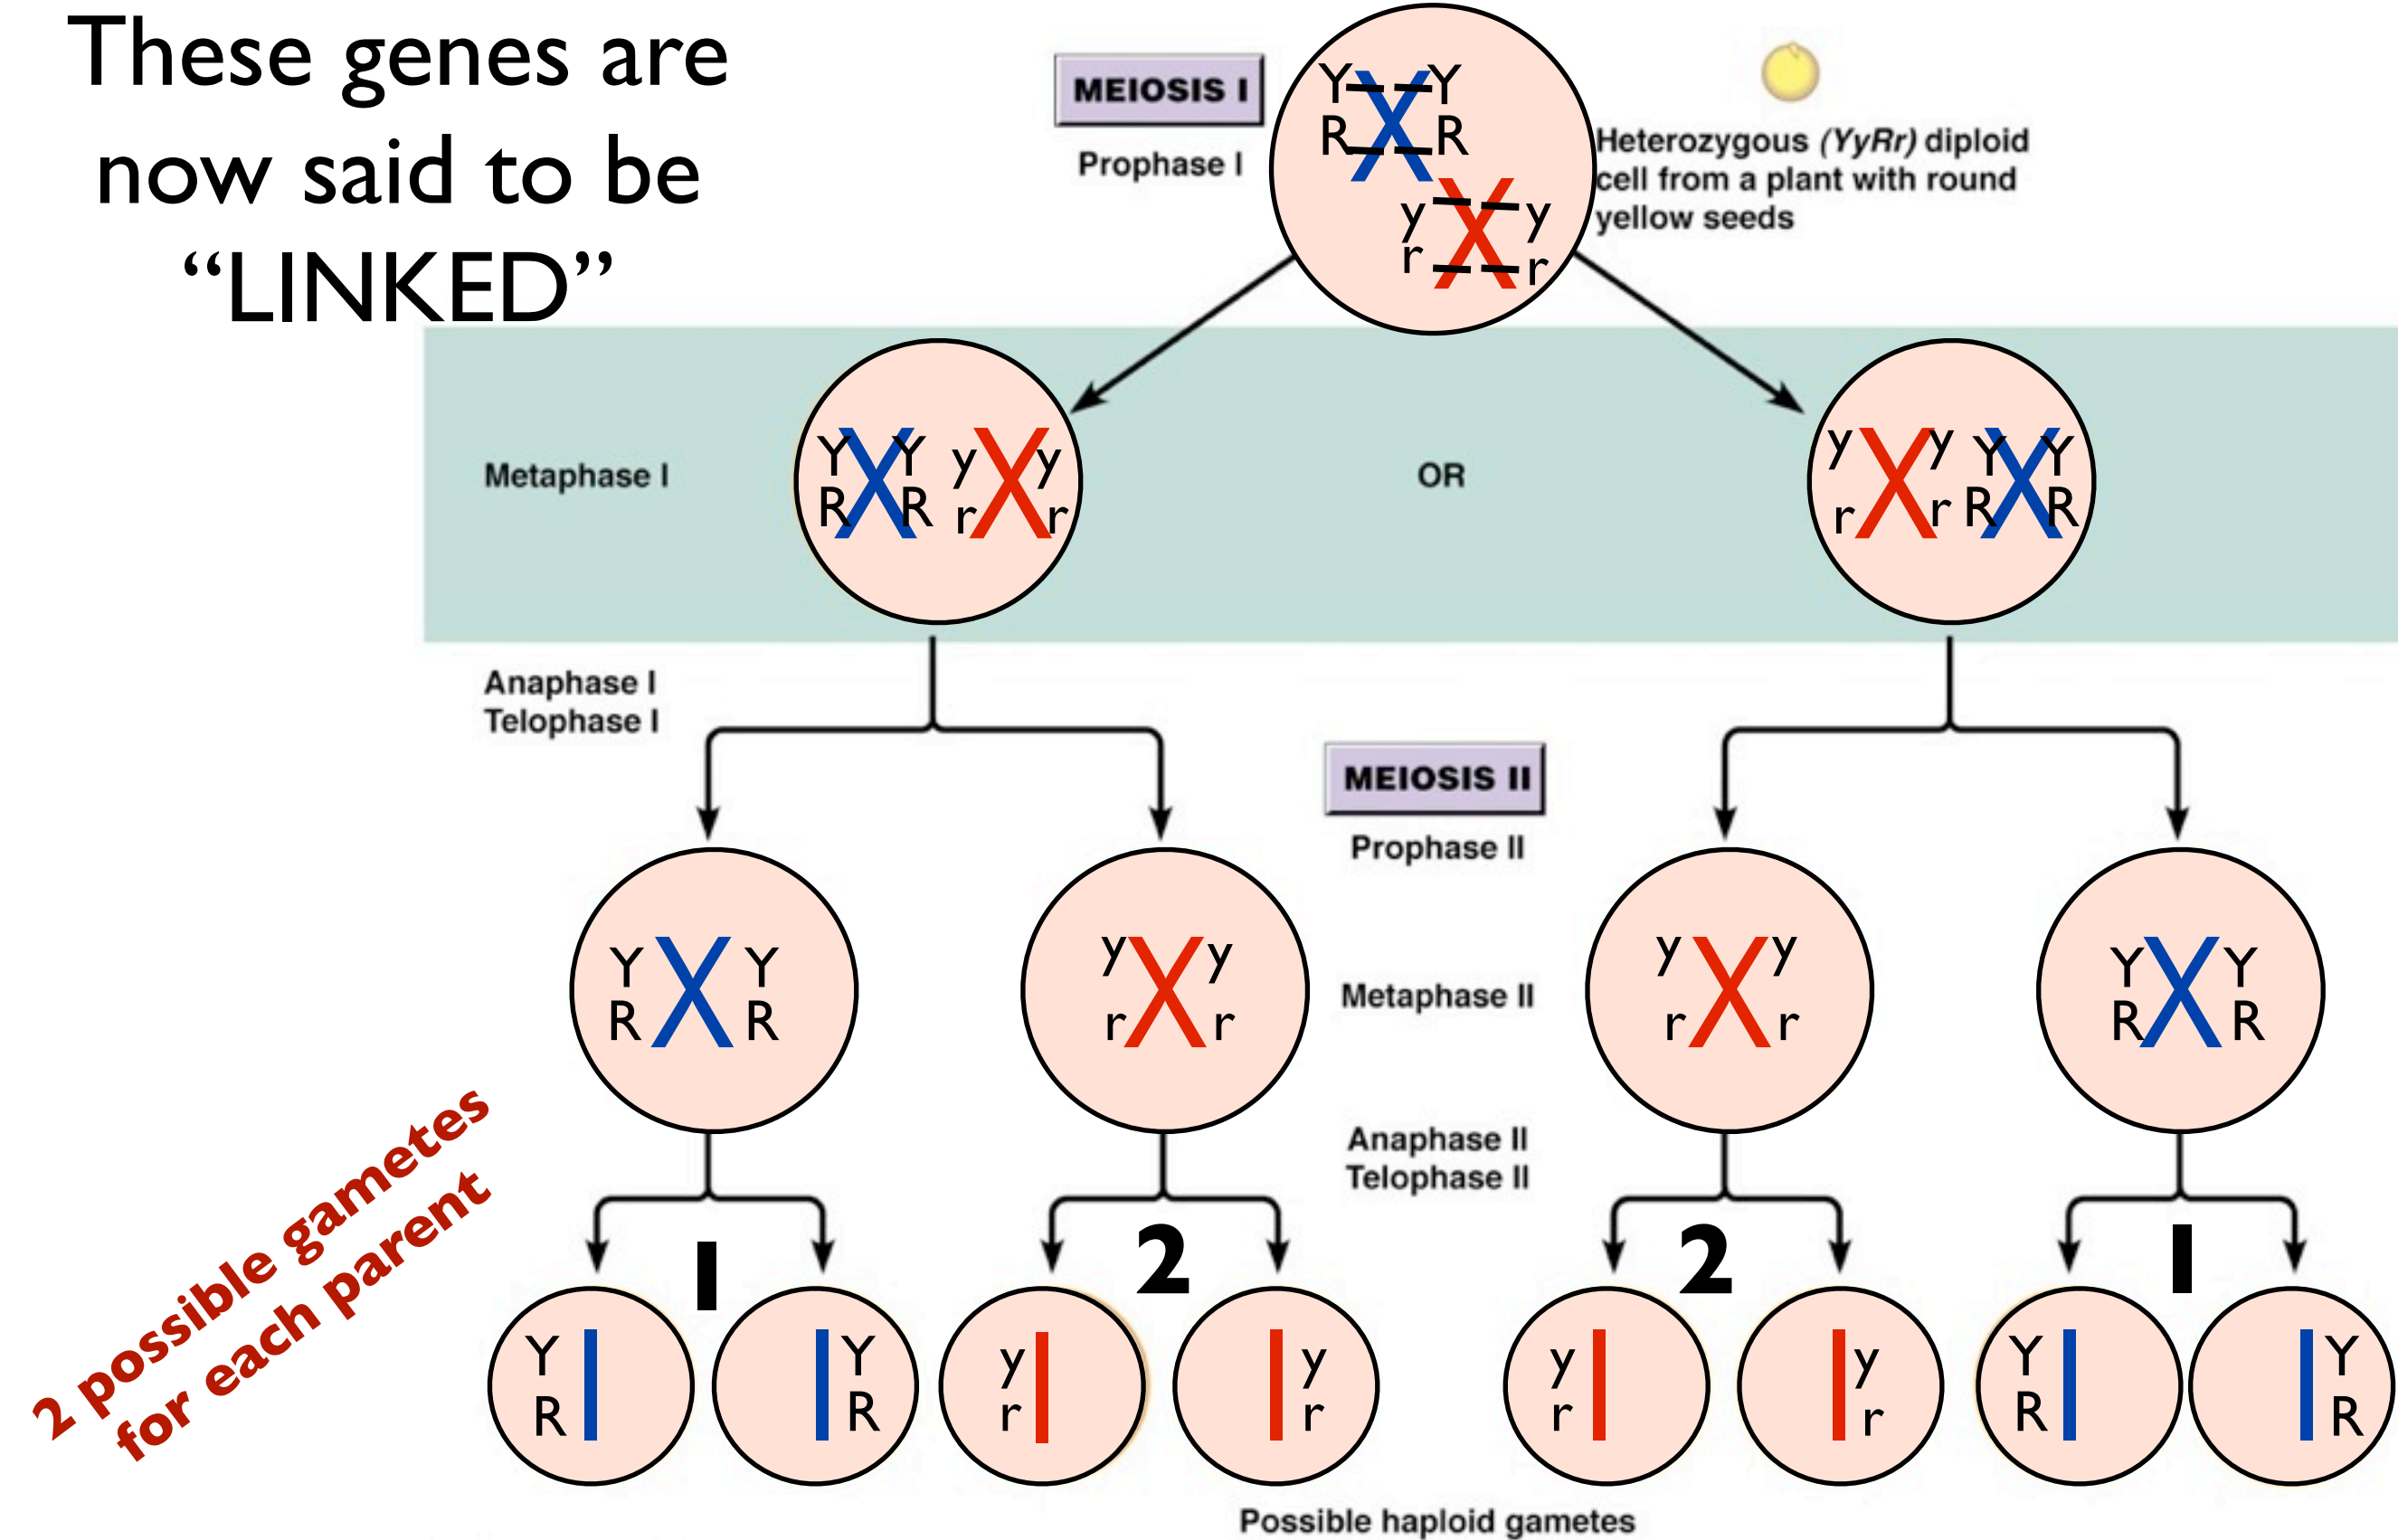 These genes are
now said to be
“LINKED”
MEIOSIS I
Prophase I
Y Y
R R
y y
r r
Heterozygous (YyRr) diploid
cell from a plant with round
yellow seeds
Metaphase I
Y Y y y
R R r r
OR
y y Y Y
r r R R
Anaphase I
Telophase I
MEIOSIS II
Prophase II
Y Y
R R
y y
r r
Metaphase II
y y
r r
Y Y
R R
Anaphase II
Telophase II
2 possible gametes
for each parent
1 2 2 1
Y Y y y y y Y Y
R R r r r r R R
Possible haploid gametes